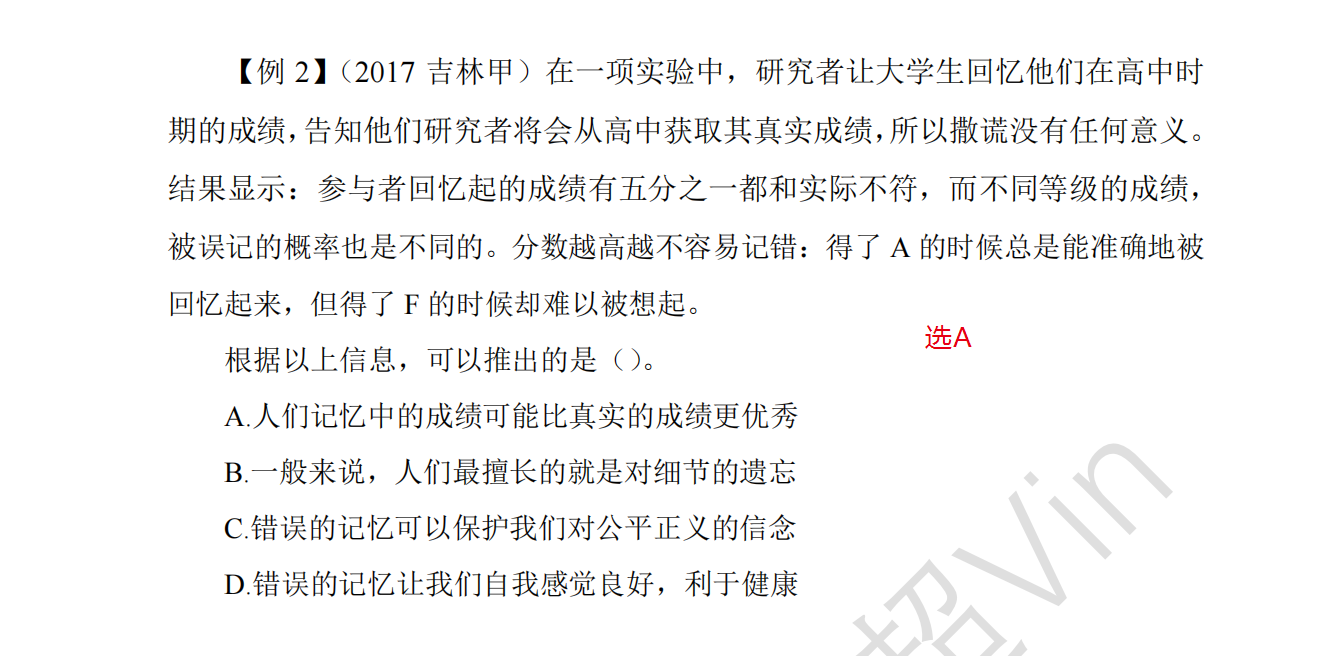 【例 2】（2017 吉林甲）在一项实验中，研究者让大学生回忆他们在高中时
期的成绩，告知他们研究者将会从高中获取其真实成绩，所以撒谎没有任何意义。
结果显示：参与者回忆起的成绩有五分之一都和实际不符，而不同等级的成绩，
被误记的概率也是不同的。分数越高越不容易记错：得了 A 的时候总是能准确地被
回忆起来，但得了 F 的时候却难以被想起。
选A
根据以上信息，可以推出的是（）。
A.人们记忆中的成绩可能比真实的成绩更优秀
B.一般来说，人们最擅长的就是对细节的遗忘
C.错误的记忆可以保护我们对公平正义的信念
D.错误的记忆让我们自我感觉良好，利于健康
超Vin